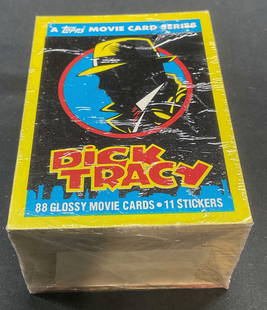 A Topps MOVIE CARD SERIES
DICK
TRACY
88 GLOSSY MOVIE CARDS • 11 STICKERS